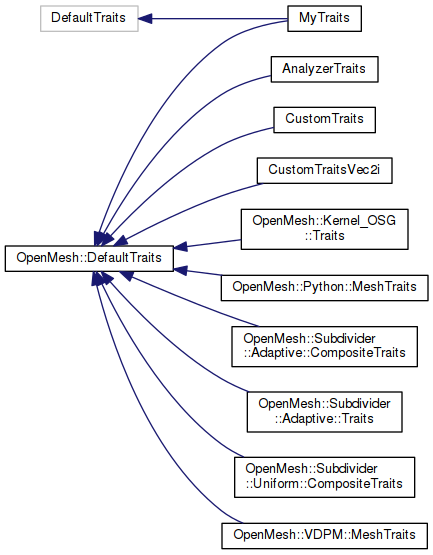 DefaultTraits
MyTraits
AnalyzerTraits
CustomTraits
CustomTraitsVec2i
OpenMesh::Kernel_OSG
::Traits
OpenMesh::DefaultTraits
OpenMesh::Python::MeshTraits
OpenMesh::Subdivider
::Adaptive::CompositeTraits
OpenMesh::Subdivider
::Adaptive::Traits
OpenMesh::Subdivider
::Uniform::CompositeTraits
OpenMesh::VDPM::MeshTraits